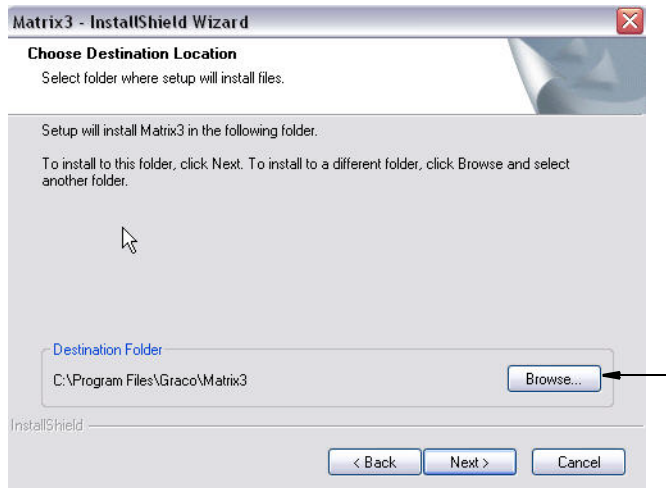 Matrix3 - InstallShield Wizard
Choose Destination Location
Select folder where setup will install files.
Setup will install Matrix3 in the following folder.
To install to this folder, click Next. To install to a different folder, click Browse and select
another folder.
Destination Folder
C:\Program Files\Graco\Matrix3
Browse...
InstallShield
< Back
Next >
Cancel